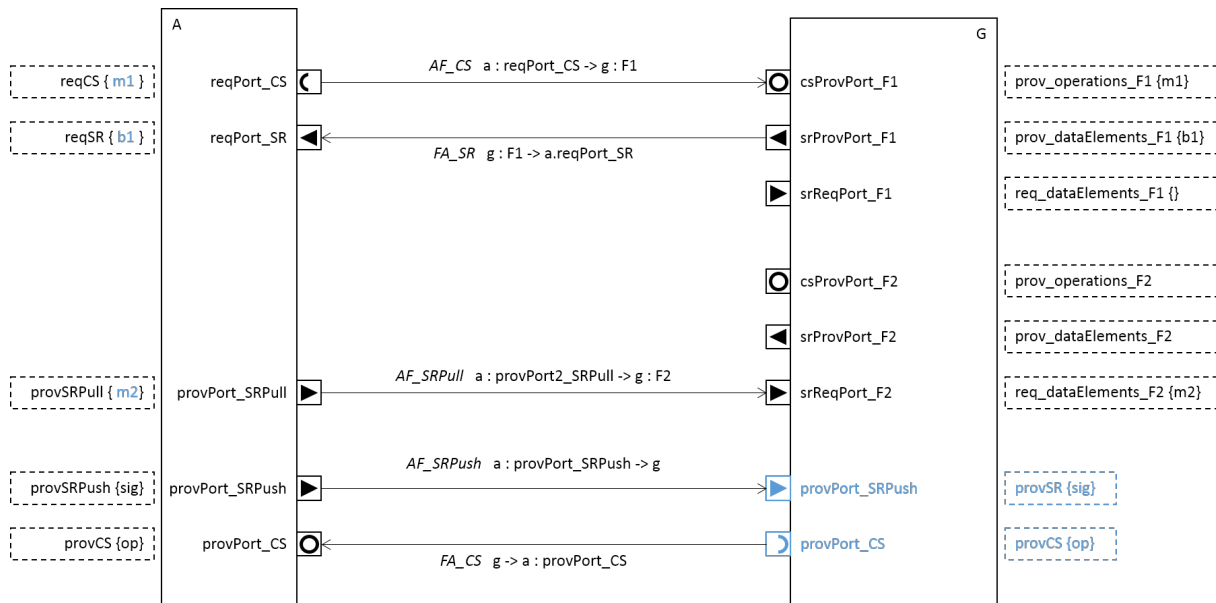 A
G
reqCS { m1 }
reqPort_CS
AF_CS a : reqPort_CS -> g : F1
csProvPort_F1
prov_operations_F1 {m1}
reqSR { b1 }
reqPort_SR
FA_SR g : F1 -> a.reqPort_SR
srProvPort_F1
prov_dataElements_F1 {b1}
srReqPort_F1
req_dataElements_F1 {}
csProvPort_F2
prov_operations_F2
srProvPort_F2
prov_dataElements_F2
provSRPull { m2}
provPort_SRPull
AF_SRPull a : provPort2_SRPull -> g : F2
srReqPort_F2
req_dataElements_F2 {m2}
provSRPush {sig}
provPort_SRPush
AF_SRPush a : provPort_SRPush -> g
provPort_SRPush
provSR {sig}
provCS {op}
provPort_CS
FA_CS g -> a : provPort_CS
provPort_CS
provCS {op}